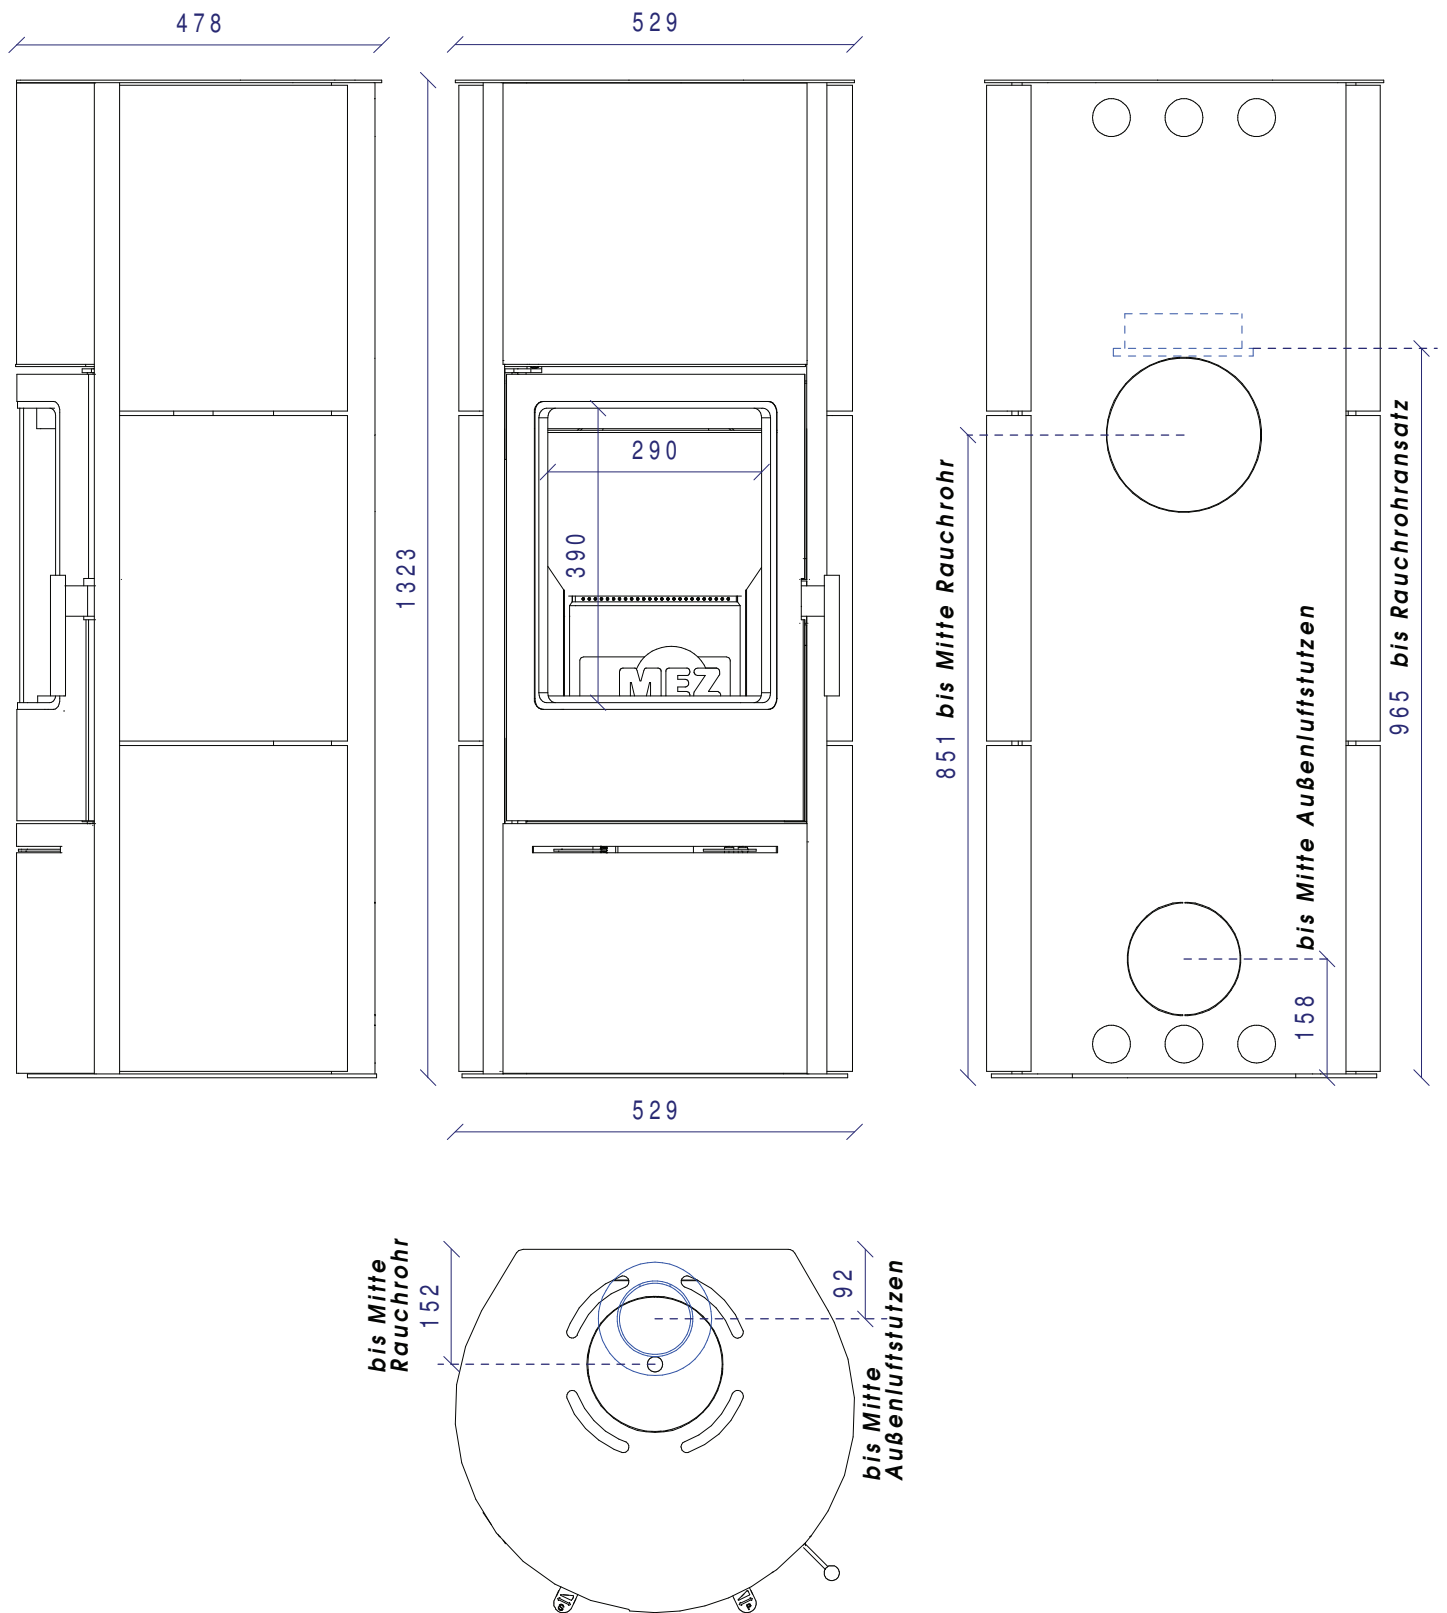 478
529
1323
290
390
MEZ
851 bis Mitte Rauchrohr
965 bis Rauchrohransatz
bis Mitte Außenluftstutzen
158
529
bis Mitte
Rauchrohr
152
92
bis Mitte
Außenluftstutzen